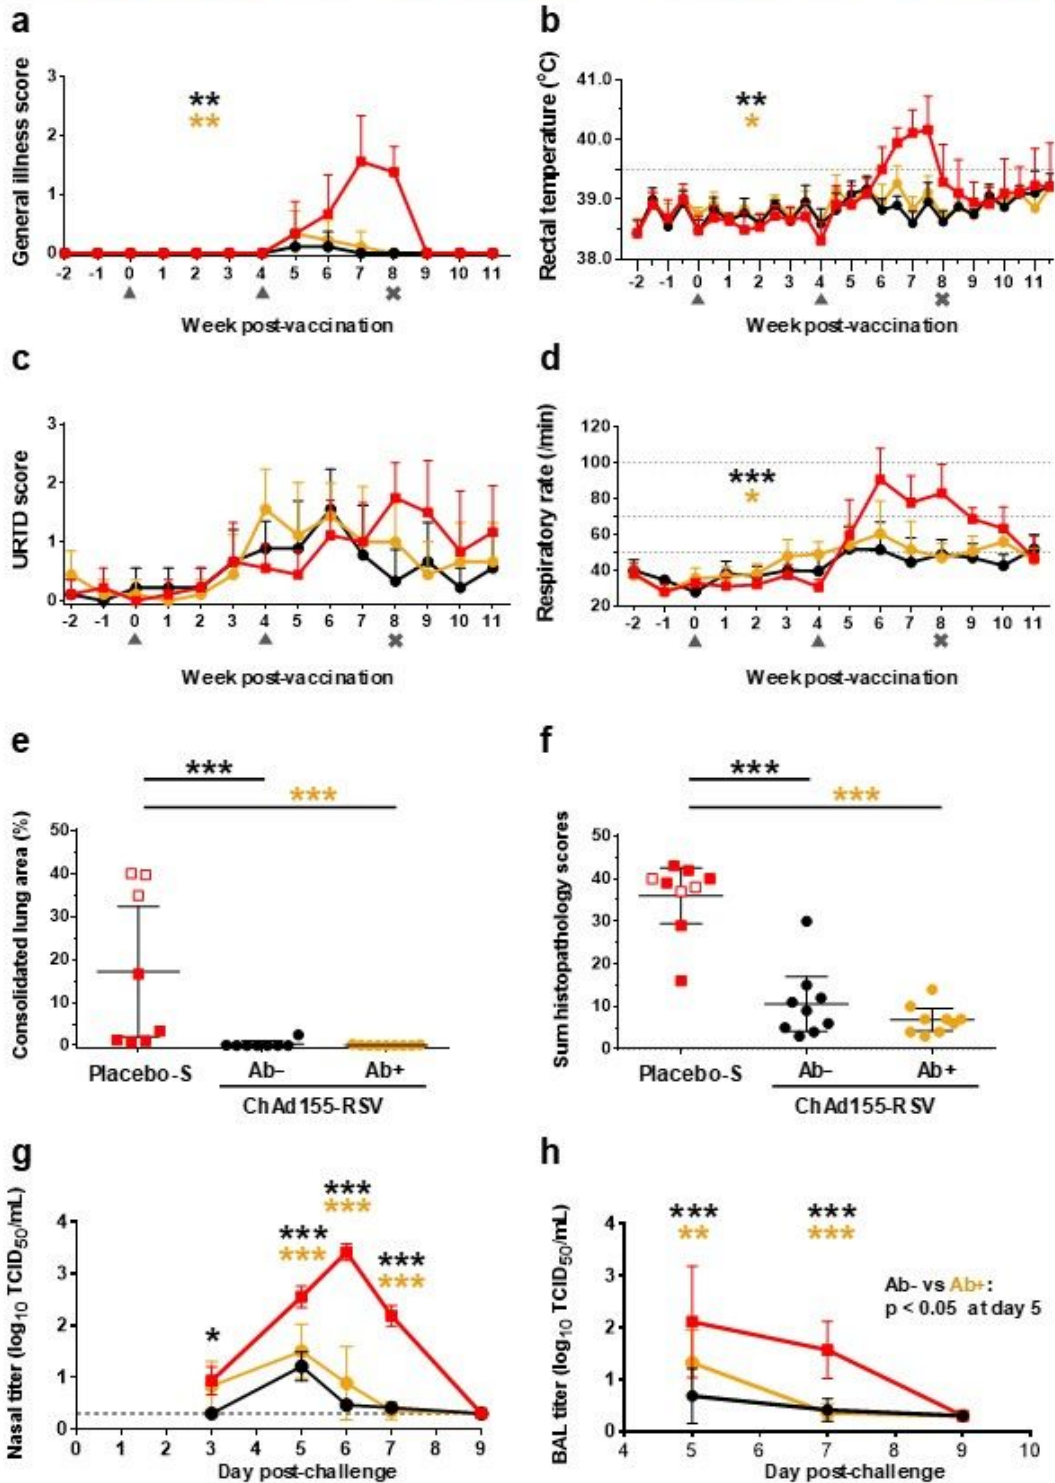 a
General illness score
3
2
1
0
**
**
-2 -1 0 1 2 3 4 5 6 7 8 9 10 11
Week post-vaccination
b
Rectal temperature (°C)
41.0
40.0
39.0
38.0
**
*
-2 -1 0 1 2 3 4 5 6 7 8 9 10 11
Week post-vaccination
c
URTD score
3
2
1
0
-2 -1 0 1 2 3 4 5 6 7 8 9 10 11
Week post-vaccination
d
Respiratory rate (/min)
120
100
80
60
40
20
***
*
-2 -1 0 1 2 3 4 5 6 7 8 9 10 11
Week post-vaccination
e
***
***
Consolidated lung area (%)
50
40
30
20
10
0
Placebo-S Ab− Ab+
ChAd155-RSV
f
***
***
Sum histopathology scores
50
40
30
20
10
0
Placebo-S Ab− Ab+
ChAd155-RSV
g
Nasal titer (log10 TCID50/mL)
4
3
2
1
0
*
***
***
***
***
***
***
0 1 2 3 4 5 6 7 8 9
Day post-challenge
h
BAL titer (log10 TCID50/mL)
4
3
2
1
0
*** ***
** ***
Ab- vs Ab+:
p < 0.05 at day 5
4 5 6 7 8 9 10
Day post-challenge